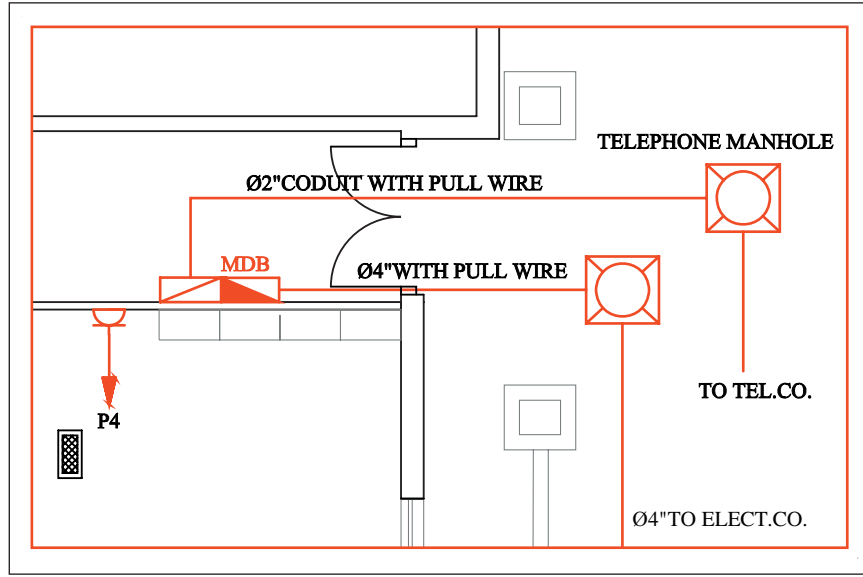 TELEPHONE MANHOLE
Ø2"CODUIT WITH PULL WIRE
MDB
Ø4"WITH PULL WIRE
TO TEL.CO.
P4
Ø4"TO ELECT.CO.